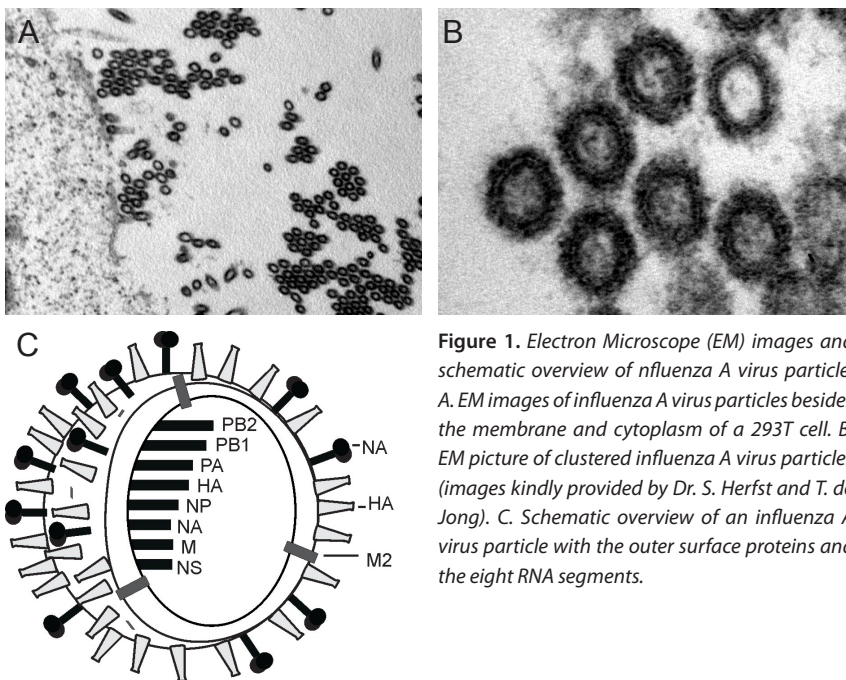 A
B
C
PB2
PB1
PA
HA
NP
NA
M
NS
NA
HA
M2
Figure 1. Electron Microscope (EM) images and
schematic overview of nfluenza A virus particle
A. EM images of influenza A virus particles beside
the membrane and cytoplasm of a 293T cell. B
EM picture of clustered influenza A virus particle
(images kindly provided by Dr. S. Herfst and T. de
Jong). C. Schematic overview of an influenza A
virus particle with the outer surface proteins and
the eight RNA segments.